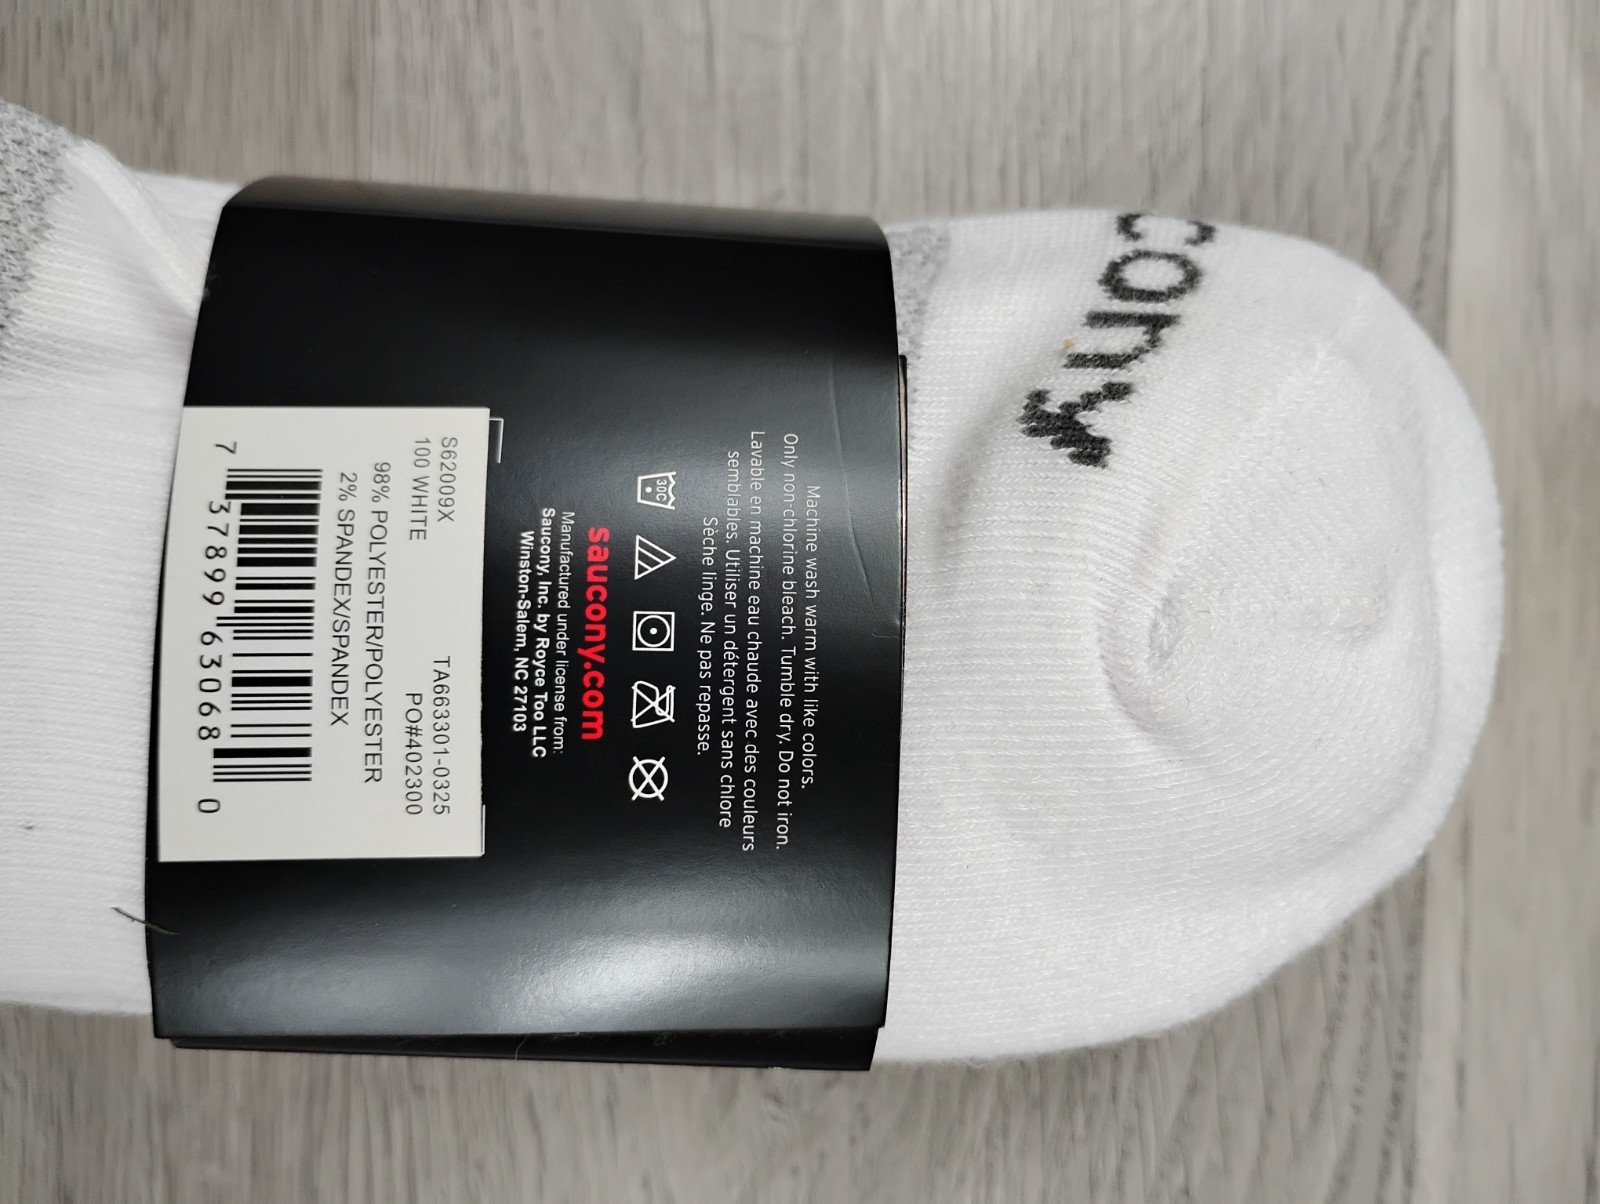 cony
Machine wash warm with like colors.
Only non-chlorine bleach. Tumble dry. Do not iron.
Lavable en machine eau chaude avec des couleurs
semblables. Utiliser un détergent sans chlore
Sèche linge. Ne pas repasse.
30C
saucony.com
Manufactured under license from:
Saucony, Inc. by Royce Too LLC
Winston-Salem, NC 27103
S62009X TA663301-0325
100 WHITE PO#402300
98% POLYESTER/POLYESTER
2% SPANDEX/SPANDEX
7 37899 63068 0